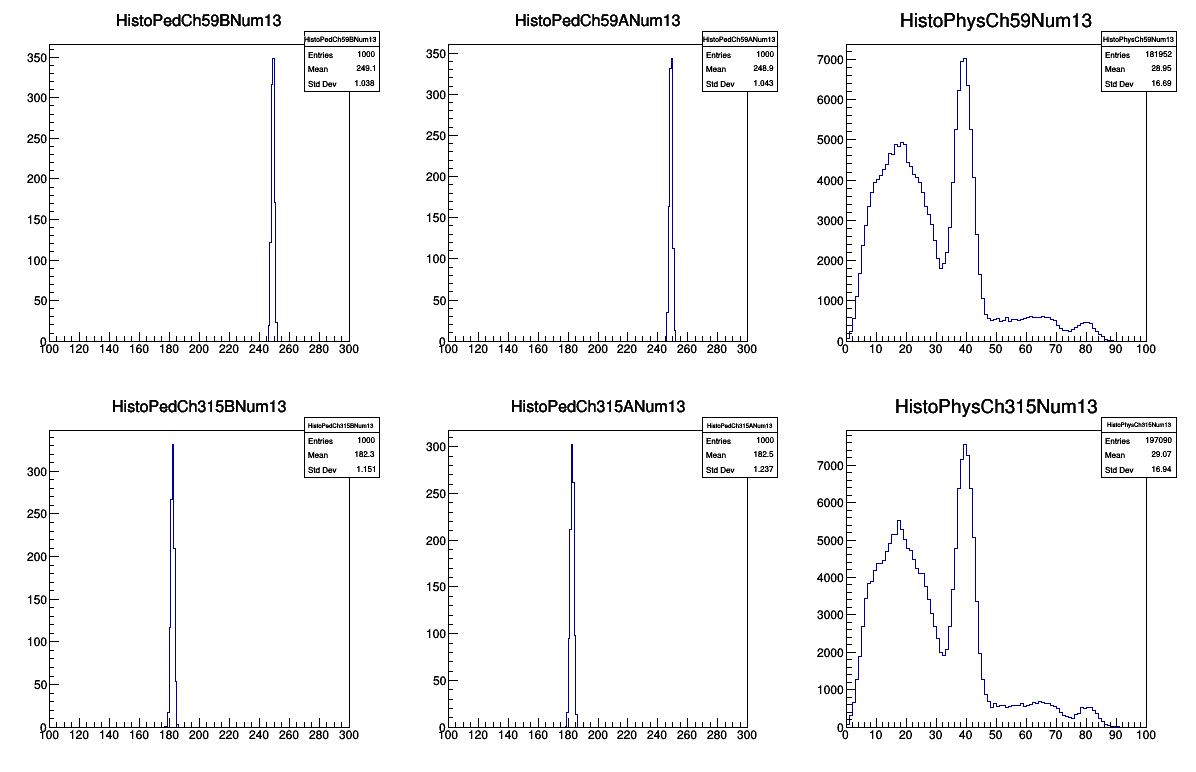 HistoPedCh59BNum13
HistoPedCh59BNum13
Entries 1000
Mean 249.1
Std Dev 1.038
350
300
250
200
150
100
50
0
100 120 140 160 180 200 220 240 260 280 300
HistoPedCh59ANum13
HistoPedCh59ANum13
Entries 1000
Mean 248.9
Std Dev 1.043
350
300
250
200
150
100
50
0
100 120 140 160 180 200 220 240 260 280 300
HistoPhysCh59Num13
HistoPhysCh59Num13
Entries 181952
Mean 28.95
Std Dev 16.69
7000
6000
5000
4000
3000
2000
1000
0
0 10 20 30 40 50 60 70 80 90 100
HistoPedCh315BNum13
HistoPedCh315BNum13
Entries 1000
Mean 182.3
Std Dev 1.151
300
250
200
150
100
50
0
100 120 140 160 180 200 220 240 260 280 300
HistoPedCh315ANum13
HistoPedCh315ANum13
Entries 1000
Mean 182.5
Std Dev 1.237
300
250
200
150
100
50
0
100 120 140 160 180 200 220 240 260 280 300
HistoPhysCh315Num13
HistoPhysCh315Num13
Entries 197090
Mean 29.07
Std Dev 16.94
7000
6000
5000
4000
3000
2000
1000
0
0 10 20 30 40 50 60 70 80 90 100